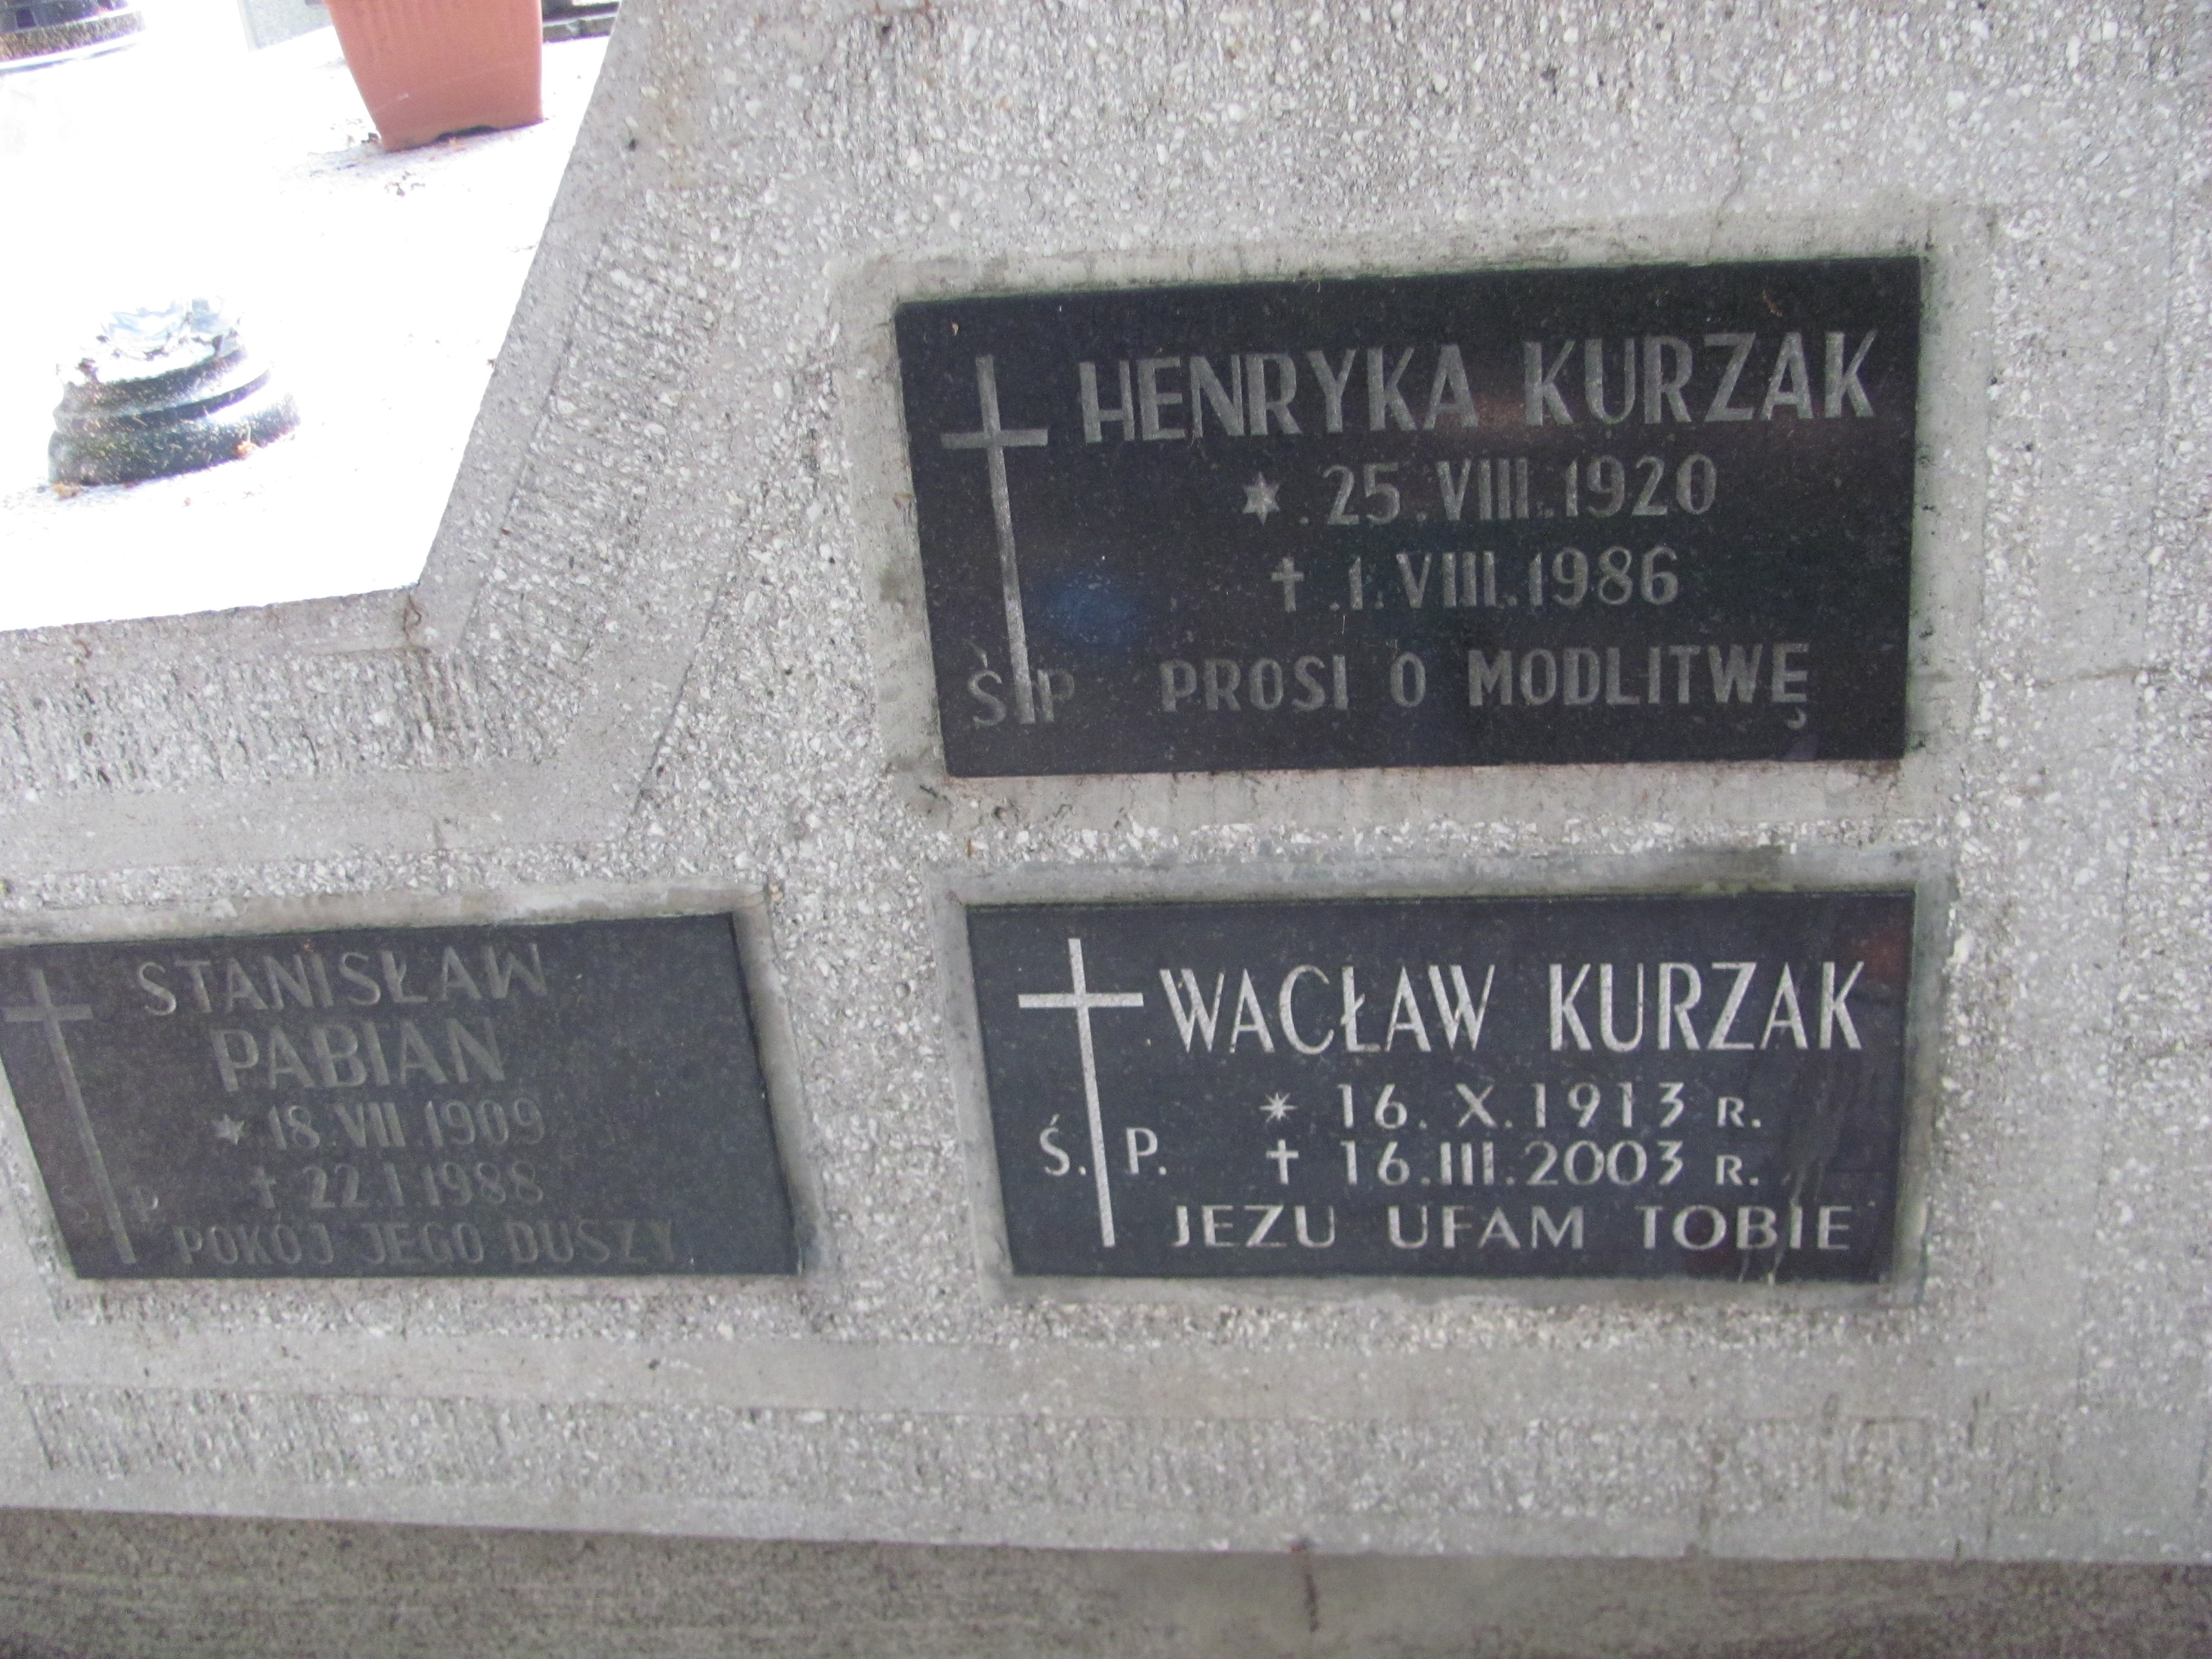 HENRYKA KURZAK
★.25.VIII.1920
†.1.VIII.1986
Ś P PROSI O MODLITWĘ
STANISŁAW
PABIAN
★ 18.VII.1909
† 22.I.1988
Ś P
POKÓJ JEGO DUSZY
WACŁAW KURZAK
* 16.X.1913 R.
Ś. P. † 16.III.2003 R.
JEZU UFAM TOBIE